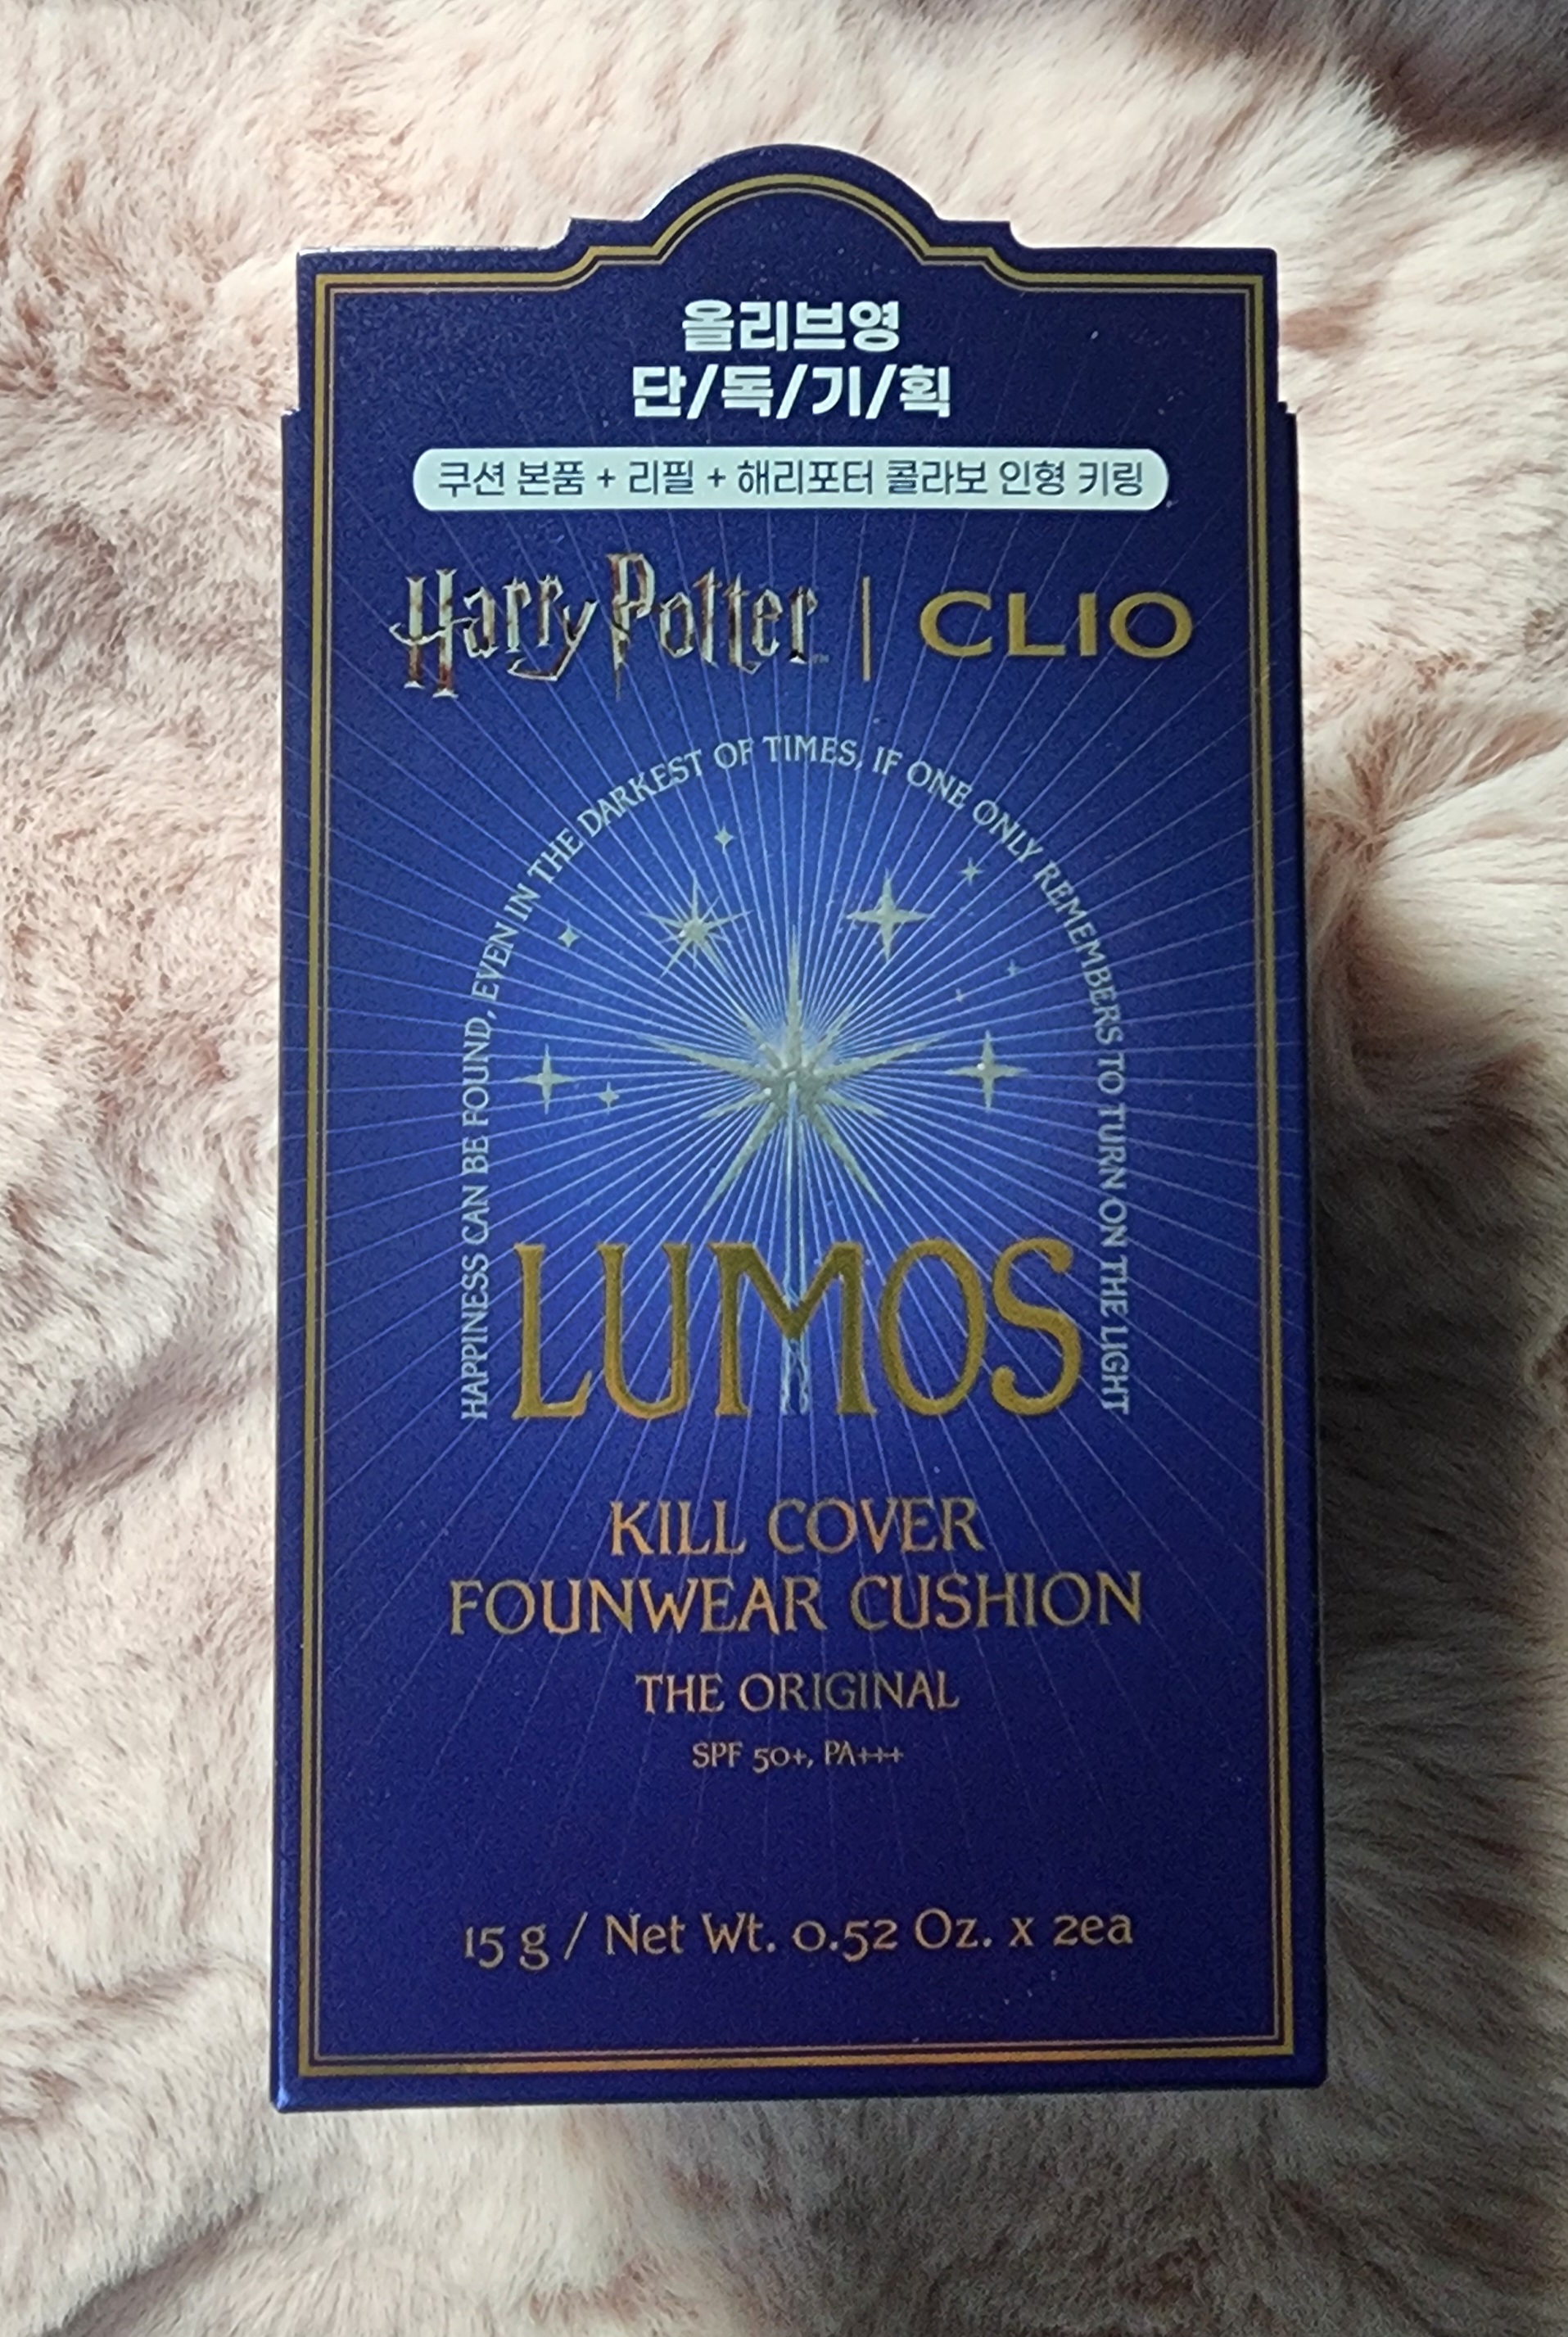 올리브영
단/독/기/획
쿠션 본품 + 리필 + 해리포터 콜라보 인형 키링
Harry Potter™ | CLIO
HAPPINESS CAN BE FOUND, EVEN IN THE DARKEST OF TIMES, IF ONE ONLY REMEMBERS TO TURN ON THE LIGHT
LUMOS
KILL COVER
FOUNWEAR CUSHION
THE ORIGINAL
SPF 50+, PA+++
15 g / Net Wt. 0.52 Oz. x 2ea